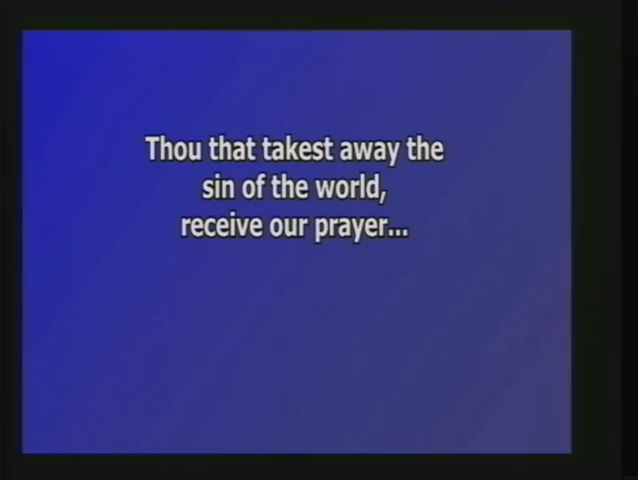 Thou that takest away the
sin of the world,
receive our prayer...